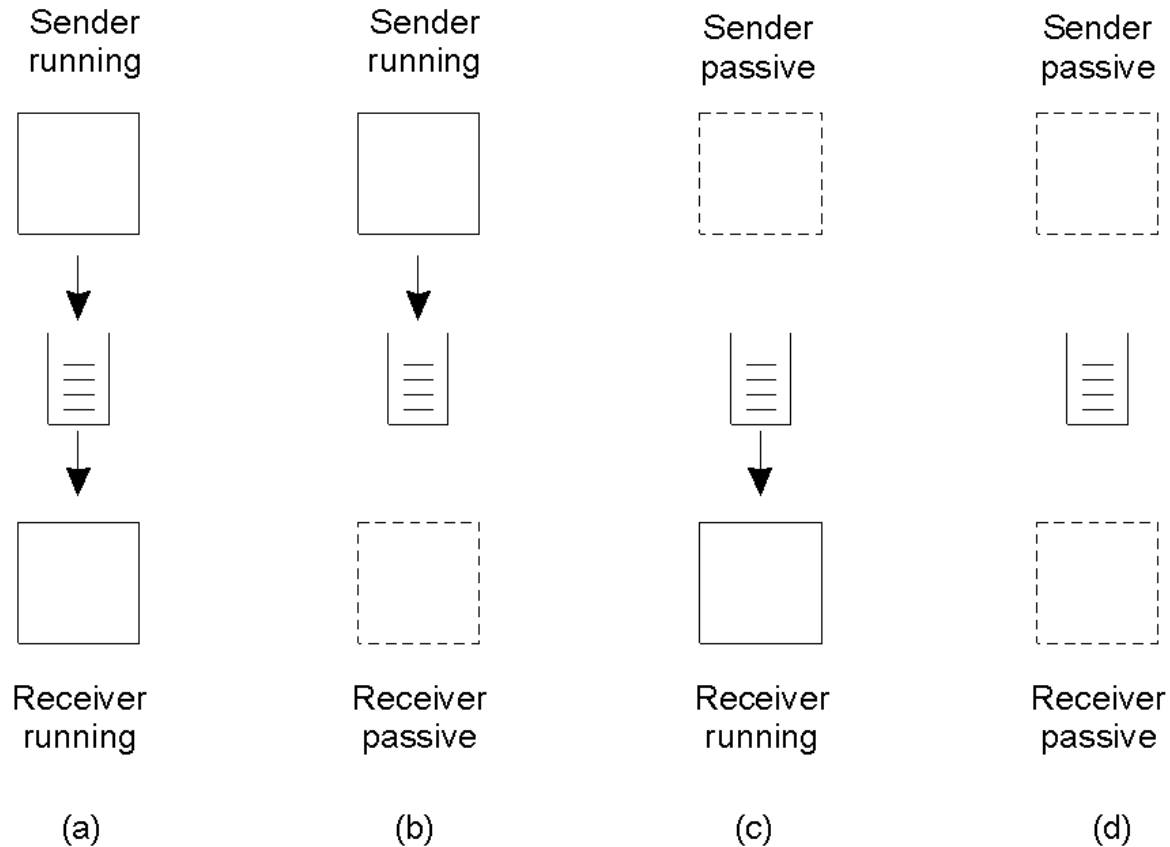 Sender
running
Sender
running
Sender
passive
Sender
passive
Receiver
running
Receiver
passive
Receiver
running
Receiver
passive
(a)
(b)
(c)
(d)